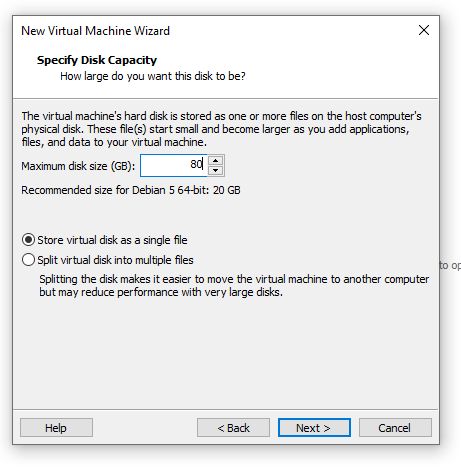 New Virtual Machine Wizard
Specify Disk Capacity
How large do you want this disk to be?
The virtual machine's hard disk is stored as one or more files on the host computer's
physical disk. These file(s) start small and become larger as you add applications,
files, and data to your virtual machine.
Maximum disk size (GB): 80
Recommended size for Debian 5 64-bit: 20 GB
Store virtual disk as a single file
Split virtual disk into multiple files
to op
Splitting the disk makes it easier to move the virtual machine to another computer
but may reduce performance with very large disks.
Help < Back Next > Cancel